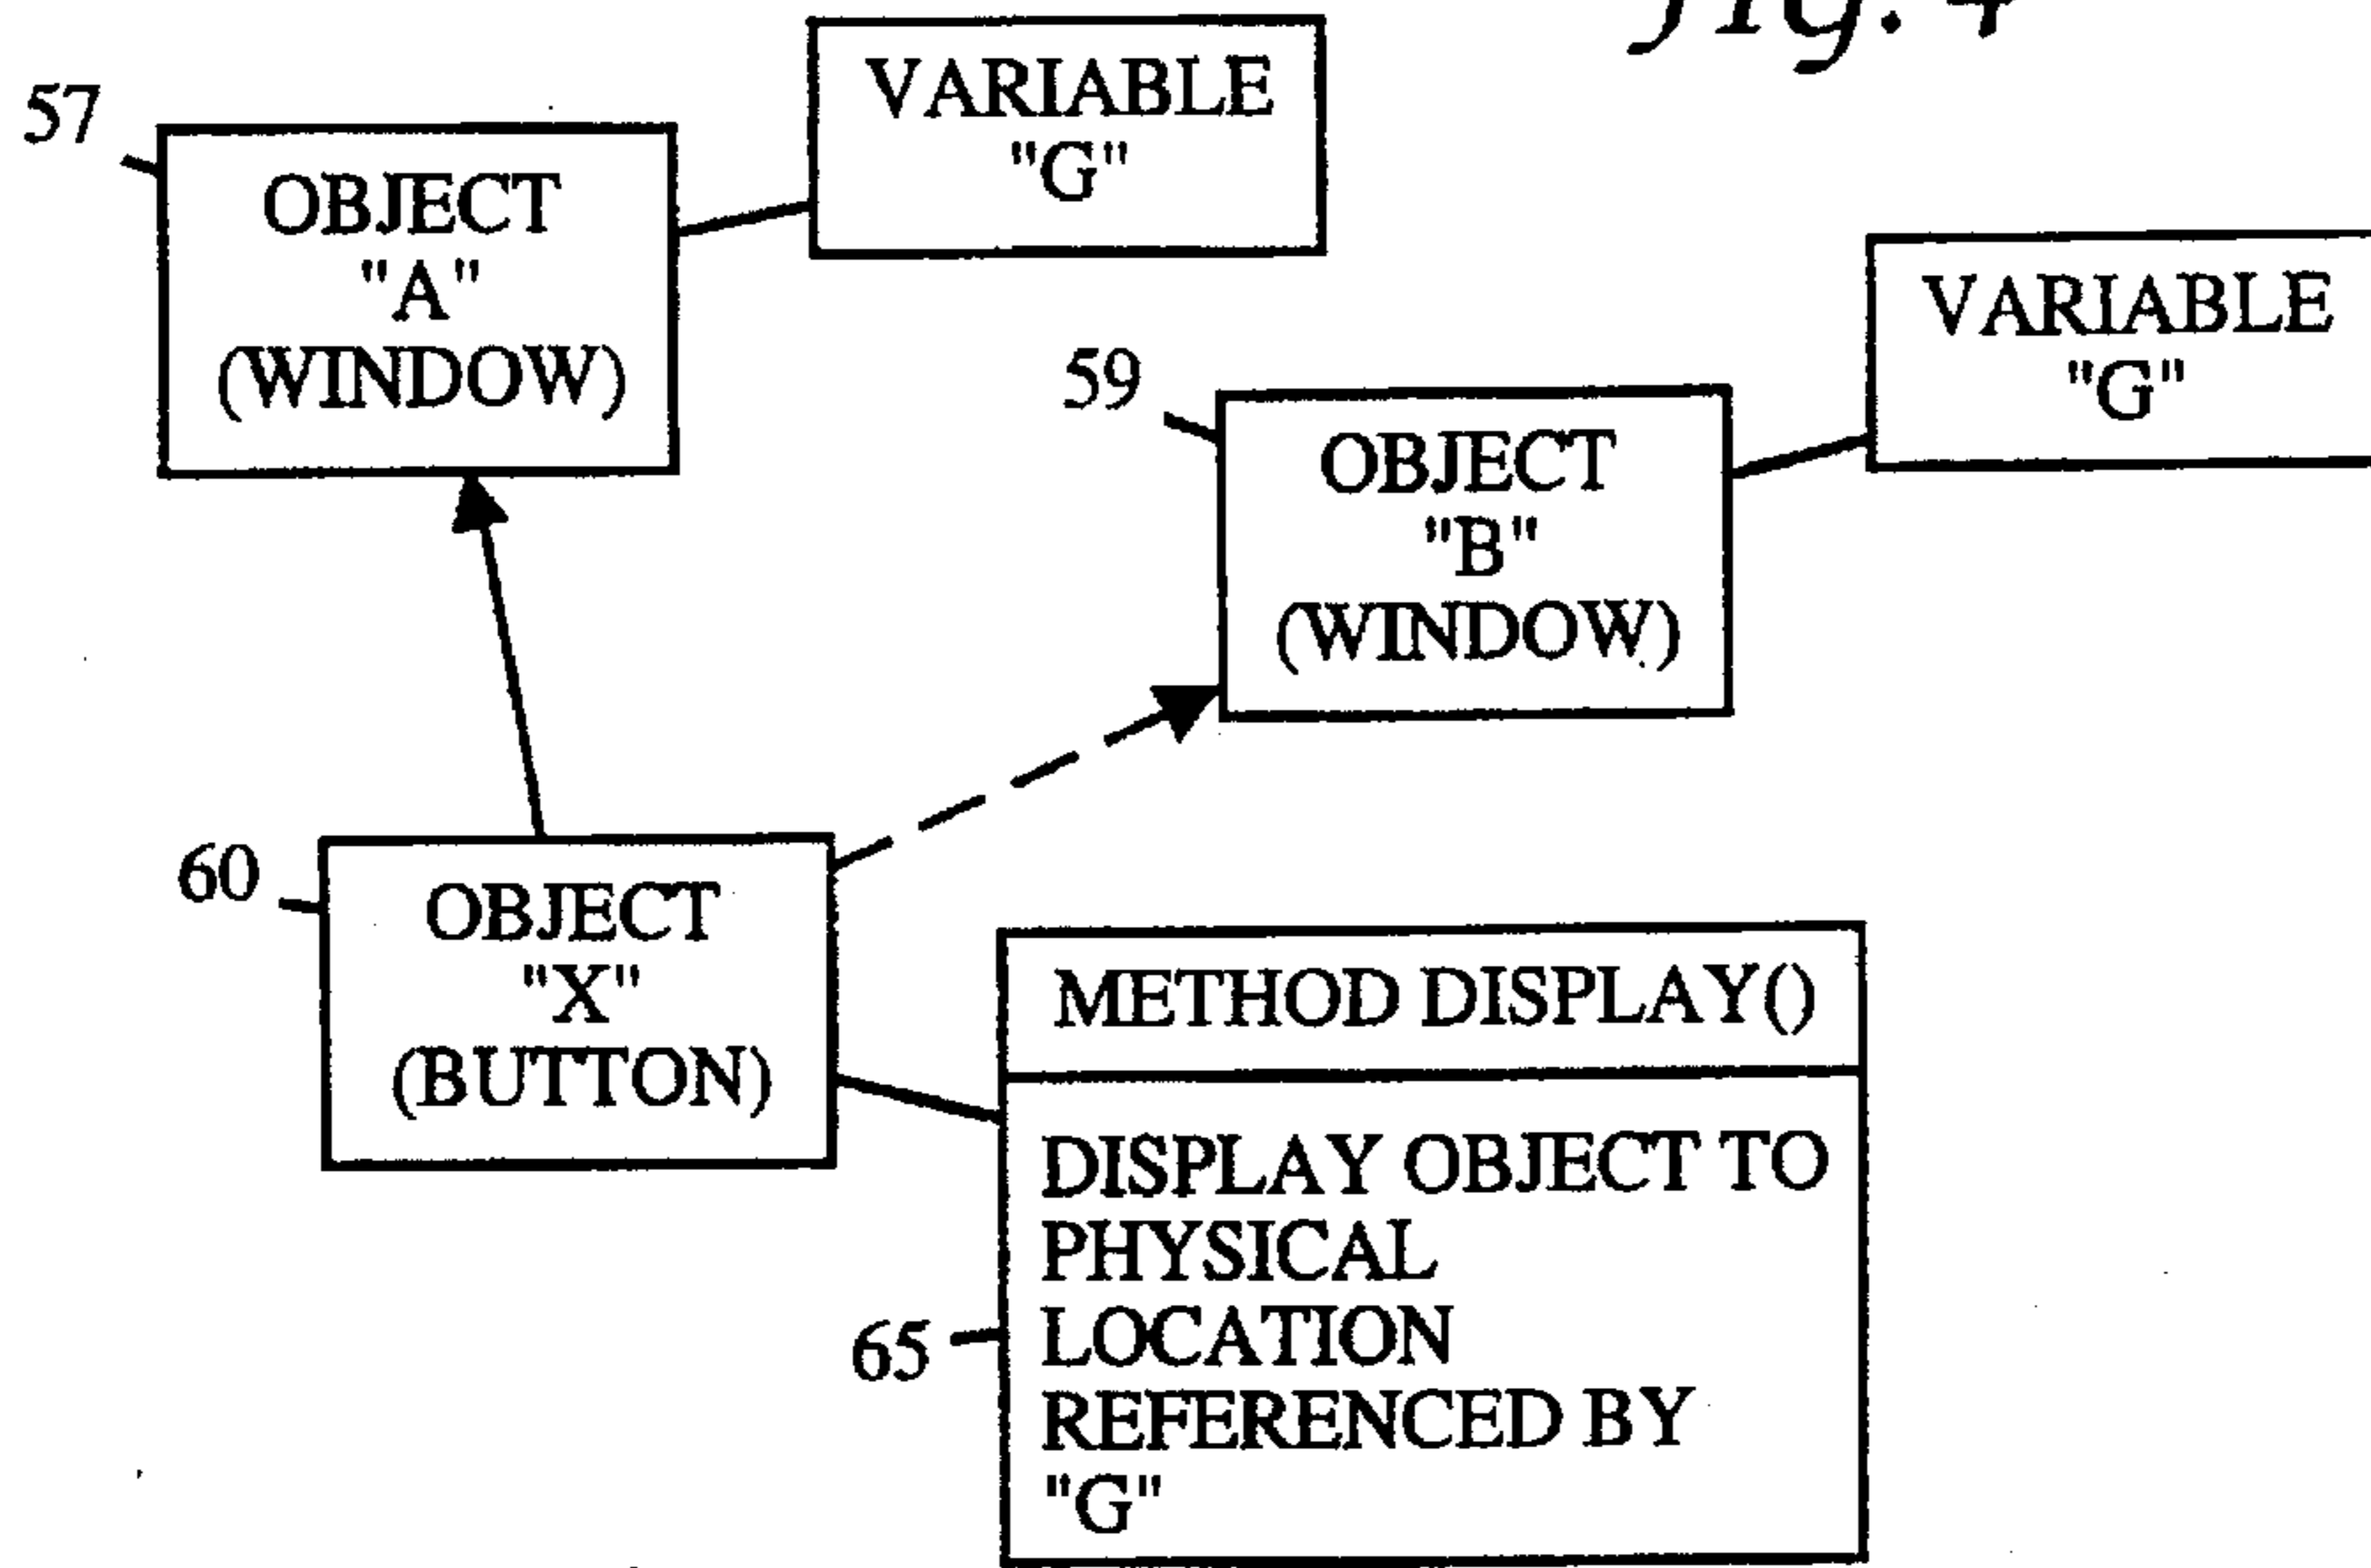 fig. 4
57
VARIABLE
"G"
OBJECT
"A"
(WINDOW)
VARIABLE
"G"
59
OBJECT
"B"
(WINDOW)
60
OBJECT
"X"
(BUTTON)
METHOD DISPLAY()
DISPLAY OBJECT TO
PHYSICAL
LOCATION
REFERENCED BY
"G"
65